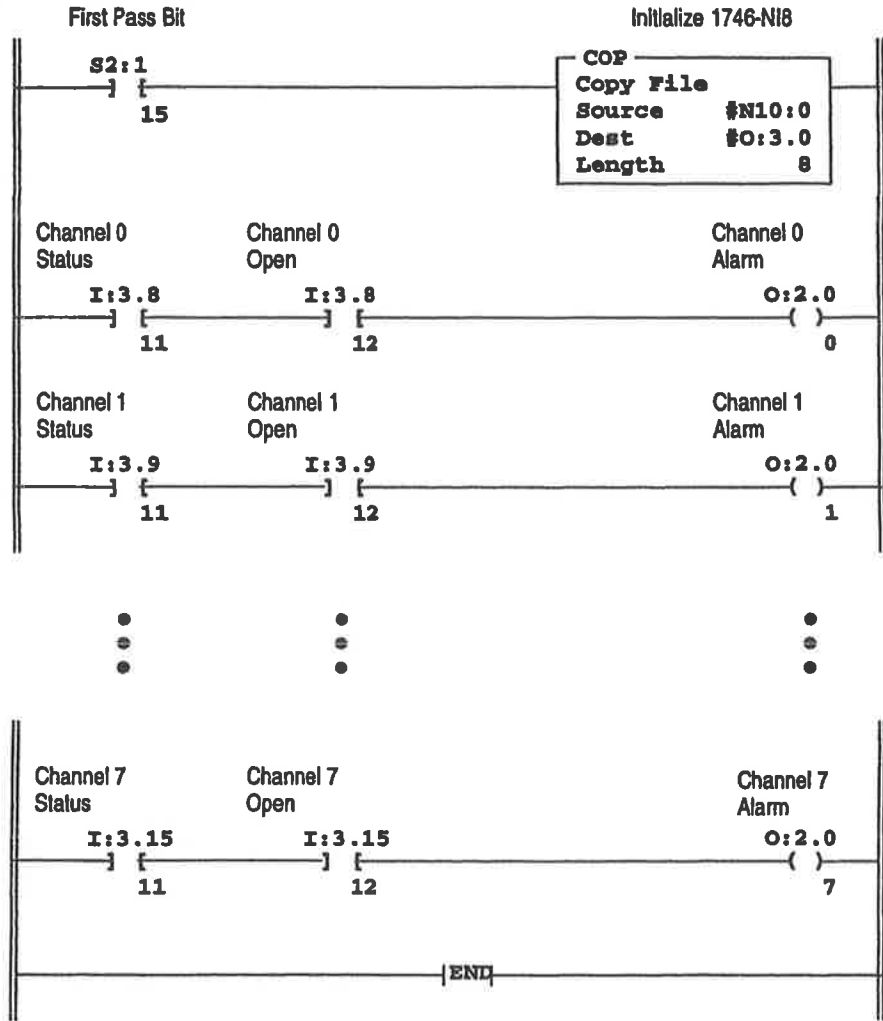 First Pass Bit Initialize 1746-NI8
S2:1
15
COP
Copy File
Source #N10:0
Dest #O:3.0
Length 8
Channel 0 Channel 0 Channel 0
Status Open Alarm
I:3.8 I:3.8 O:2.0
11 12 0
Channel 1 Channel 1 Channel 1
Status Open Alarm
I:3.9 I:3.9 O:2.0
11 12 1
Channel 7 Channel 7 Channel 7
Status Open Alarm
I:3.15 I:3.15 O:2.0
11 12 7
END